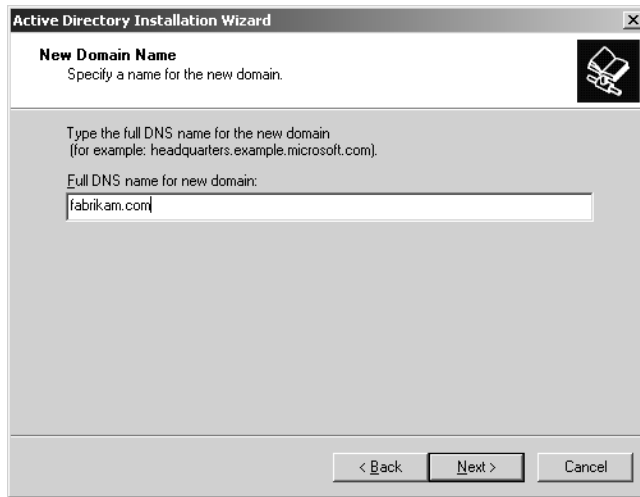 Active Directory Installation Wizard
New Domain Name
Specify a name for the new domain.
Type the full DNS name for the new domain
(for example: headquarters.example.microsoft.com).
Full DNS name for new domain:
fabrikam.com
< Back Next > Cancel